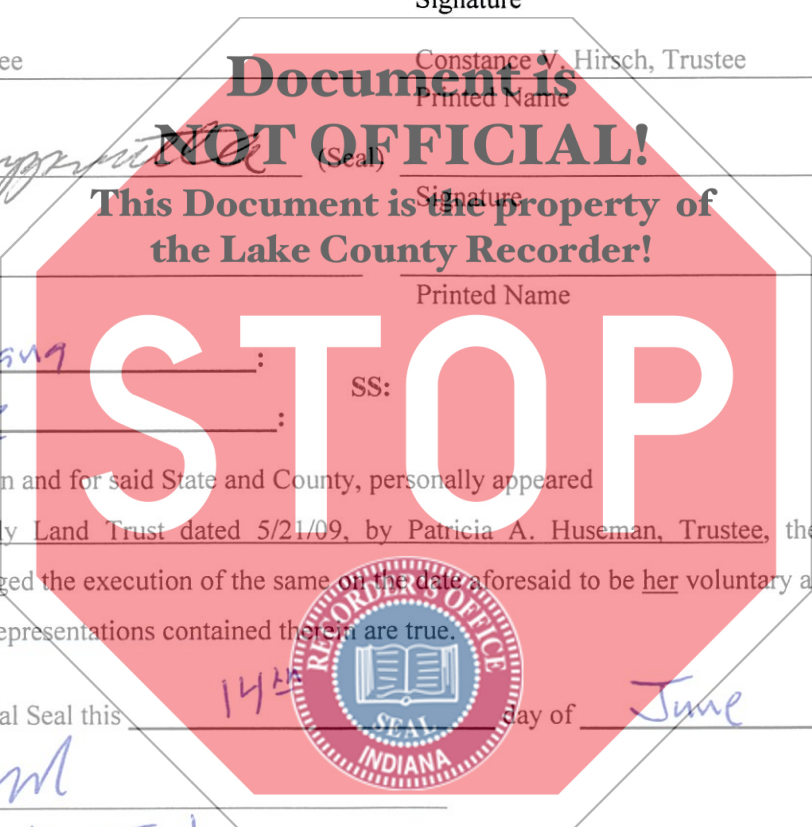 Signature
ee
Constance V. Hirsch, Trustee
Document is
Printed Name
NOT OFFICIAL!
(Seal)
Signature
This Document is the property of
the Lake County Recorder!
Printed Name
:
STOP
SS:
:
n and for said State and County, personally appeared
ly Land Trust dated 5/21/09, by Patricia A. Huseman, Trustee, the
ged the execution of the same on the date aforesaid to be her voluntary a
epresentations contained therein are true.
RECORDER'S OFFICE
SEAL
INDIANA
al Seal this 14th day of June